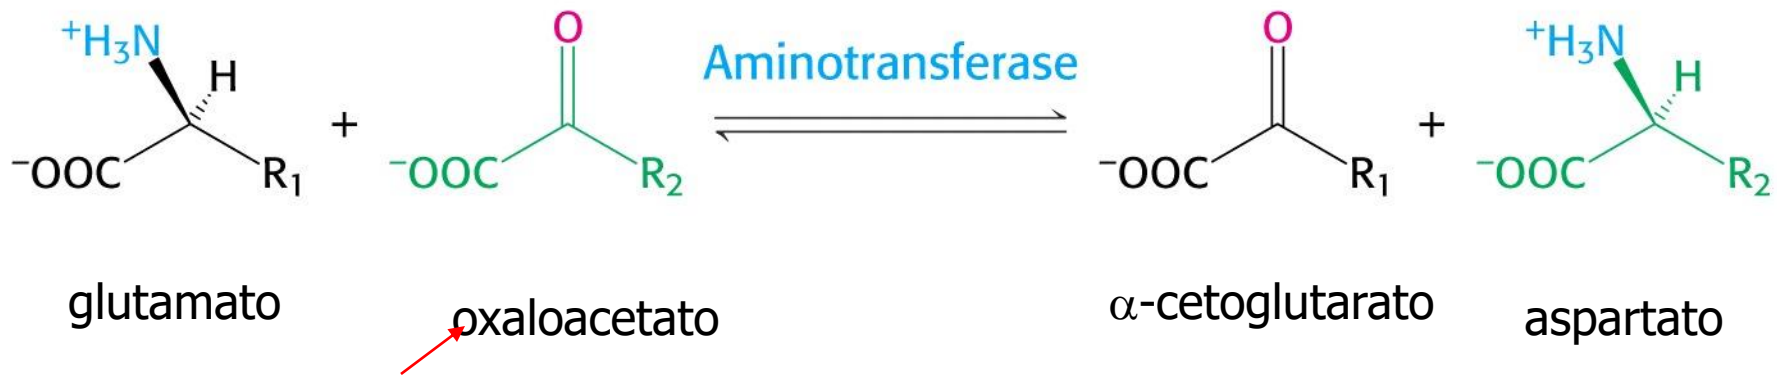 ⁺H₃N
H
⁻OOC
R₁
+
O
⁻OOC
R₂
Aminotransferase
O
⁻OOC
R₁
+
⁺H₃N
H
⁻OOC
R₂
glutamato
oxaloacetato
α-cetoglutarato
aspartato